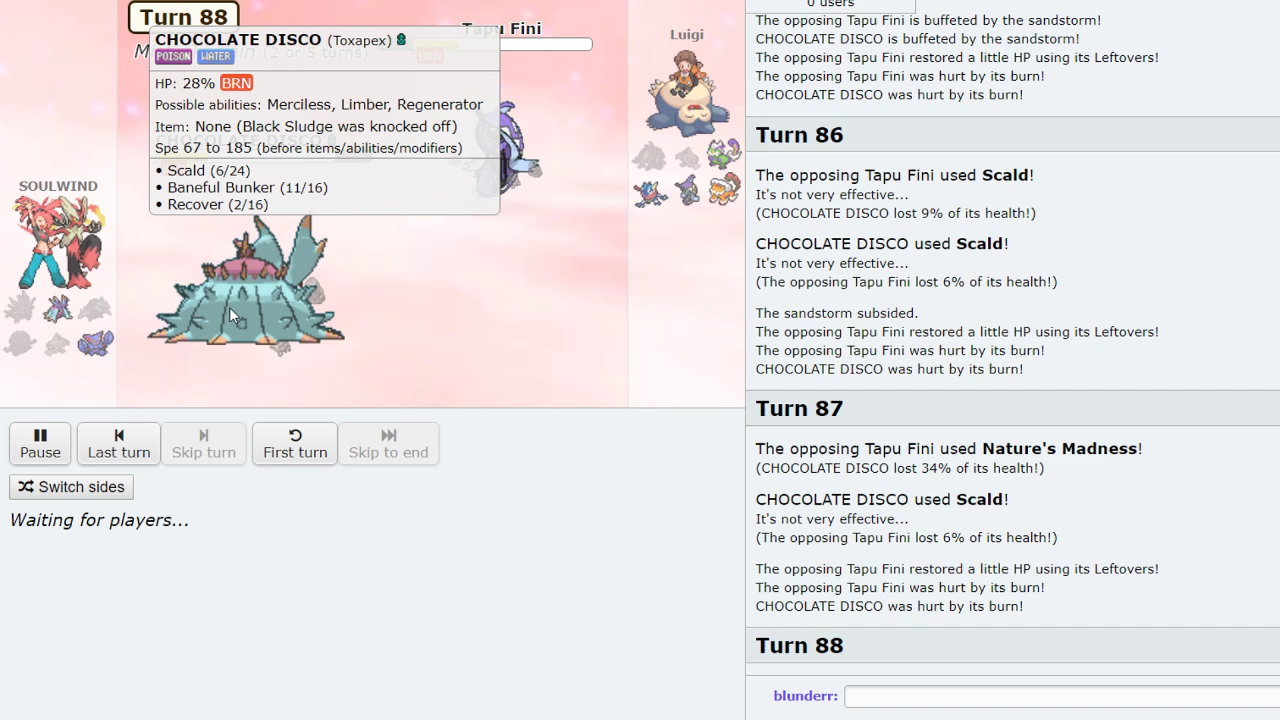 Turn 88
Tapu Fini
CHOCOLATE DISCO (Toxapex)
POISON WATER
HP: 28% BRN
Possible abilities: Merciless, Limber, Regenerator
Item: None (Black Sludge was knocked off)
Spe 67 to 185 (before items/abilities/modifiers)
• Scald (6/24)
• Baneful Bunker (11/16)
• Recover (2/16)
(2 or 5 turns)
BRN
SOULWIND
Luigi
Pause
Last turn
Skip turn
First turn
Skip to end
Switch sides
Waiting for players...
0 users
The opposing Tapu Fini is buffeted by the sandstorm!
CHOCOLATE DISCO is buffeted by the sandstorm!
The opposing Tapu Fini restored a little HP using its Leftovers!
The opposing Tapu Fini was hurt by its burn!
CHOCOLATE DISCO was hurt by its burn!
Turn 86
The opposing Tapu Fini used Scald!
It's not very effective...
(CHOCOLATE DISCO lost 9% of its health!)
CHOCOLATE DISCO used Scald!
It's not very effective...
(The opposing Tapu Fini lost 6% of its health!)
The sandstorm subsided.
The opposing Tapu Fini restored a little HP using its Leftovers!
The opposing Tapu Fini was hurt by its burn!
CHOCOLATE DISCO was hurt by its burn!
Turn 87
The opposing Tapu Fini used Nature's Madness!
(CHOCOLATE DISCO lost 34% of its health!)
CHOCOLATE DISCO used Scald!
It's not very effective...
(The opposing Tapu Fini lost 6% of its health!)
The opposing Tapu Fini restored a little HP using its Leftovers!
The opposing Tapu Fini was hurt by its burn!
CHOCOLATE DISCO was hurt by its burn!
Turn 88
blunderr: